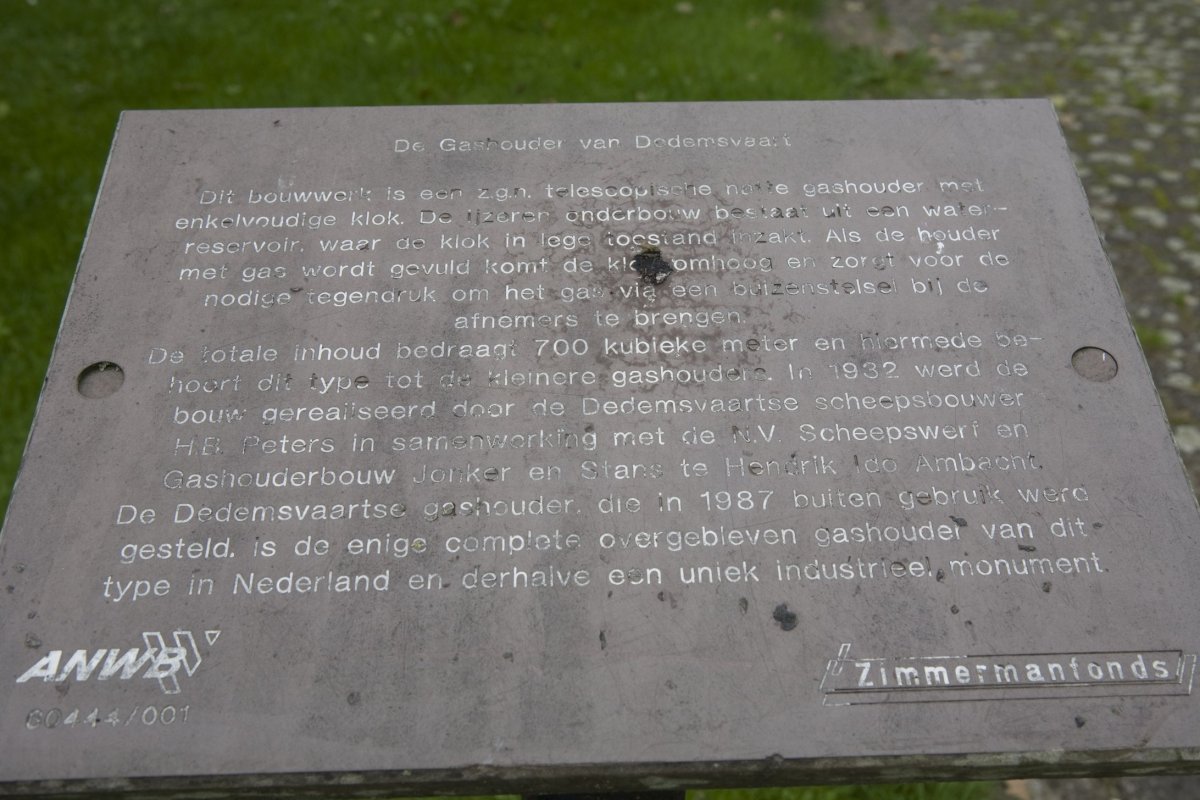 De Gashouder van Dedemsvaart
Dit bouwwerk is een z.g.n. telescopische natte gashouder met
enkelvoudige klok. De ijzeren onderbouw bestaat uit een water-
reservoir, waar de klok in lege toestand inzakt. Als de houder
met gas wordt gevuld komt de klok omhoog en zorgt voor de
nodige tegendruk om het gas via een buizenstelsel bij de
afnemers te brengen.
De totale inhoud bedraagt 700 kubieke meter en hiermede be-
hoort dit type tot de kleinere gashouders. In 1932 werd de
bouw gerealiseerd door de Dedemsvaartse scheepsbouwer
H.B. Peters in samenwerking met de N.V. Scheepswerf en
Gashouderbouw Jonker en Stans te Hendrik Ido Ambacht.
De Dedemsvaartse gashouder, die in 1987 buiten gebruik werd
gesteld, is de enige complete overgebleven gashouder van dit
type in Nederland en derhalve een uniek industrieel monument.
ANWB
60444/001
Zimmermanfonds